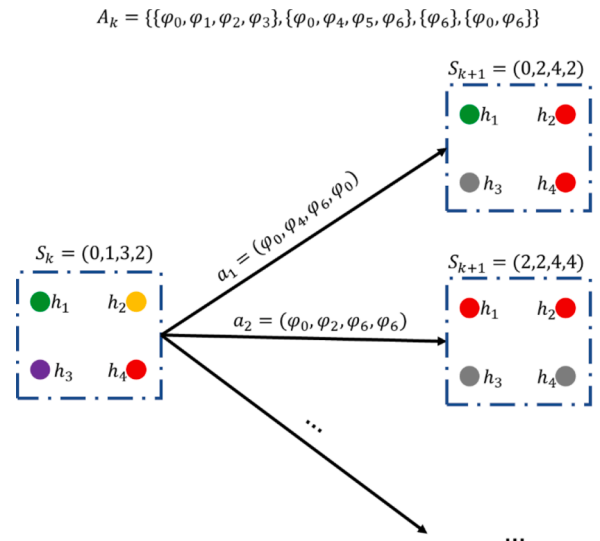 A_k = {{φ_0, φ_1, φ_2, φ_3}, {φ_0, φ_4, φ_5, φ_6}, {φ_6}, {φ_0, φ_6}}
S_{k+1} = (0,2,4,2)
h_1 h_2
h_3 h_4
a_1 = (φ_0, φ_4, φ_6, φ_0)
S_k = (0,1,3,2)
h_1 h_2
h_3 h_4
a_2 = (φ_0, φ_2, φ_6, φ_6)
S_{k+1} = (2,2,4,4)
h_1 h_2
h_3 h_4
...
...